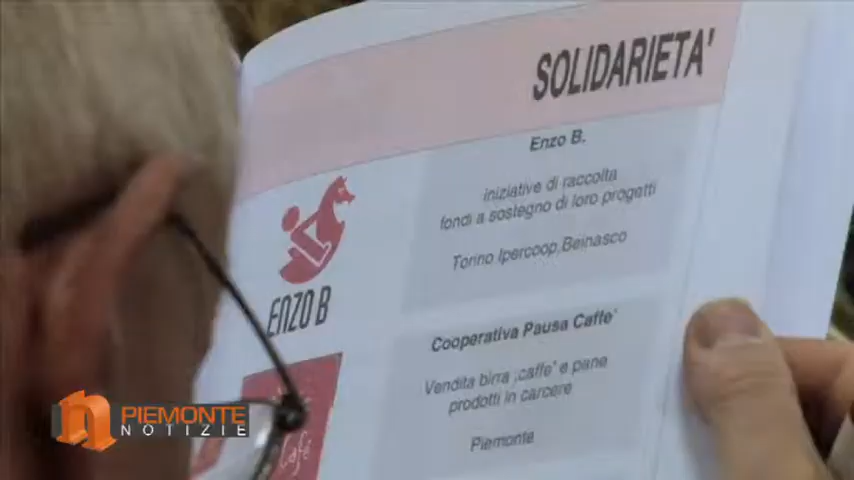 SOLIDARIETA'
Enzo B.
iniziative di raccolta
fondi a sostegno di loro progetti
Torino Ipercoop,Beinasco
ENZO B
Cooperativa Pausa Caffe'
Vendita birra ,caffe' e pane
prodotti in carcere
Piemonte
PIEMONTE
NOTIZIE